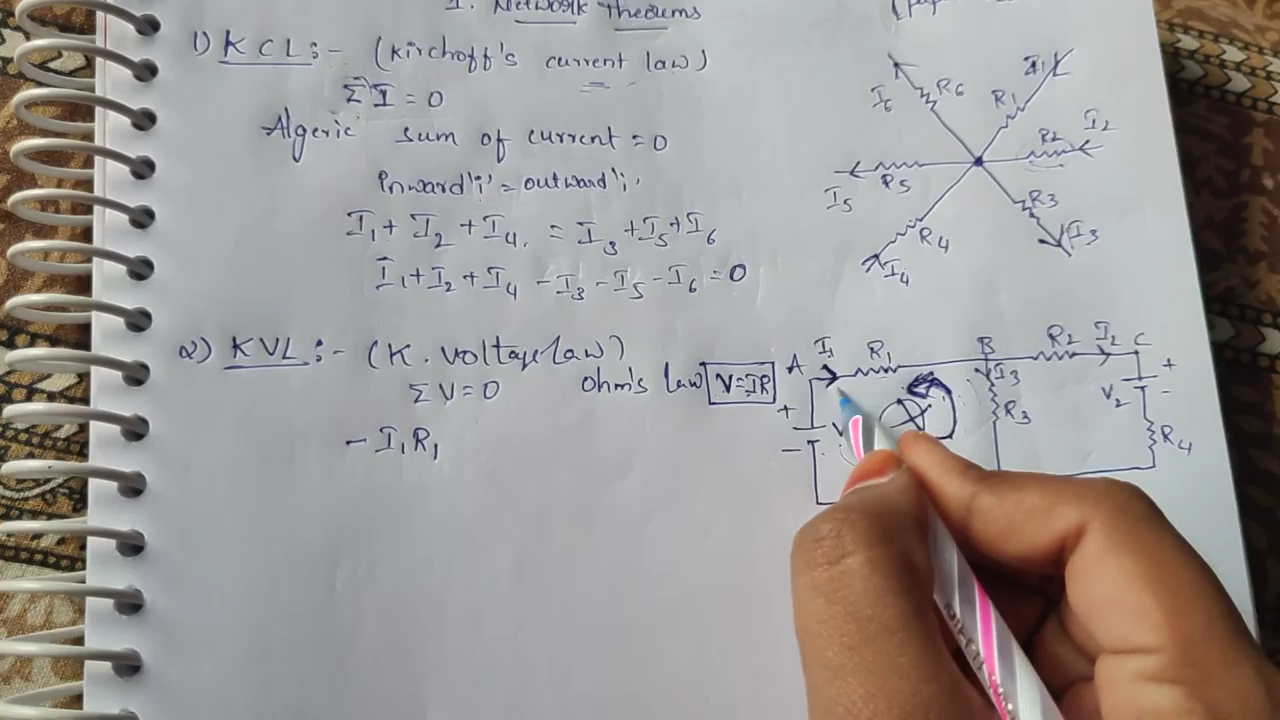 1. Network Theorems
1) KCL:- (Kirchoff's current law)
ΣI = 0
Algeric sum of current = 0
Inward 'i' = outward 'i'
I₁ + I₂ + I₄. = I₃ + I₅ + I₆
I₁ + I₂ + I₄ - I₃ - I₅ - I₆ = 0
I₆ R₆ R₁ I₁
R₂ I₂
I₅ R₅ R₃ I₃
R₄ I₄
2) KVL:- (K. voltage law)
ΣV = 0 ohm's law V=IR
- I₁R₁
A I₁ R₁ B R₂ I₂ C
+ - V I₃ R₃ V₂ + - R₄